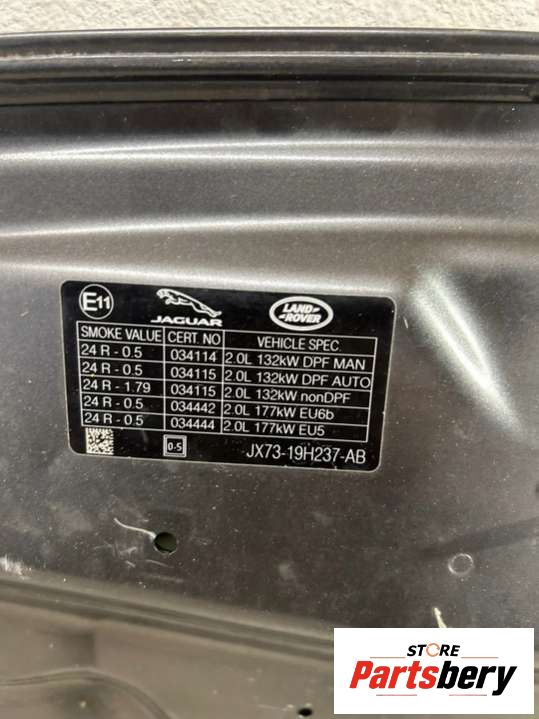 E11
JAGUAR
LAND-
ROVER
SMOKE VALUE CERT. NO VEHICLE SPEC.
24 R - 0.5 034114 2.0L 132kW DPF MAN
24 R - 0.5 034115 2.0L 132kW DPF AUTO
24 R - 1.79 034115 2.0L 132kW nonDPF
24 R - 0.5 034442 2.0L 177kW EU6b
24 R - 0.5 034444 2.0L 177kW EU5
0-5 JX73-19H237-AB
STORE
Partsbery